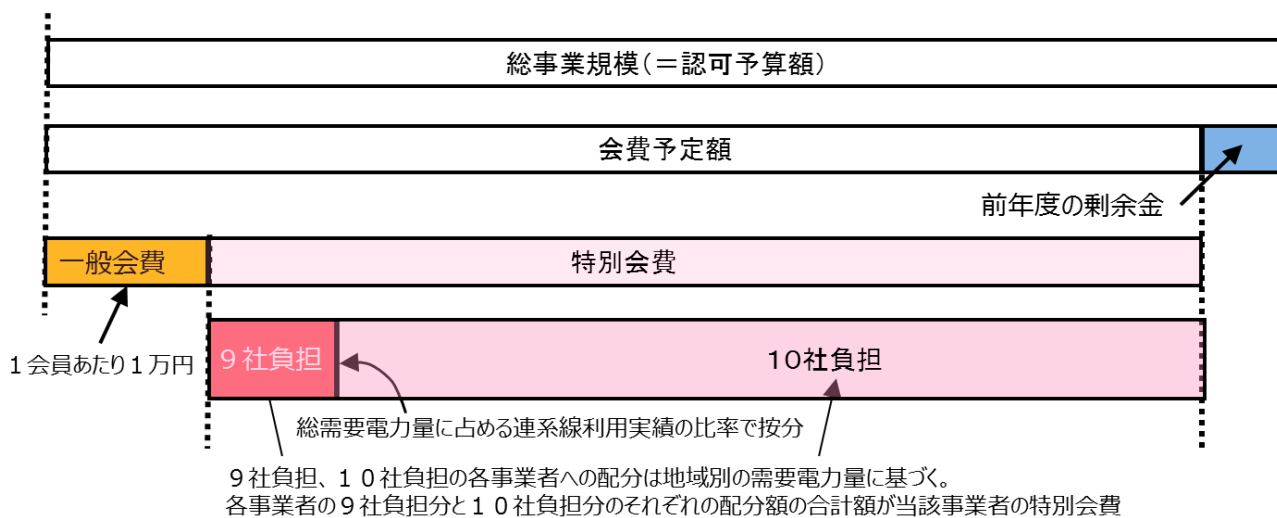 総事業規模(＝認可予算額)
会費予定額
前年度の剰余金
一般会費
特別会費
１会員あたり１万円
９社負担
10社負担
総需要電力量に占める連系線利用実績の比率で按分
９社負担、１０社負担の各事業者への配分は地域別の需要電力量に基づく。
各事業者の９社負担分と１０社負担分のそれぞれの配分額の合計額が当該事業者の特別会費